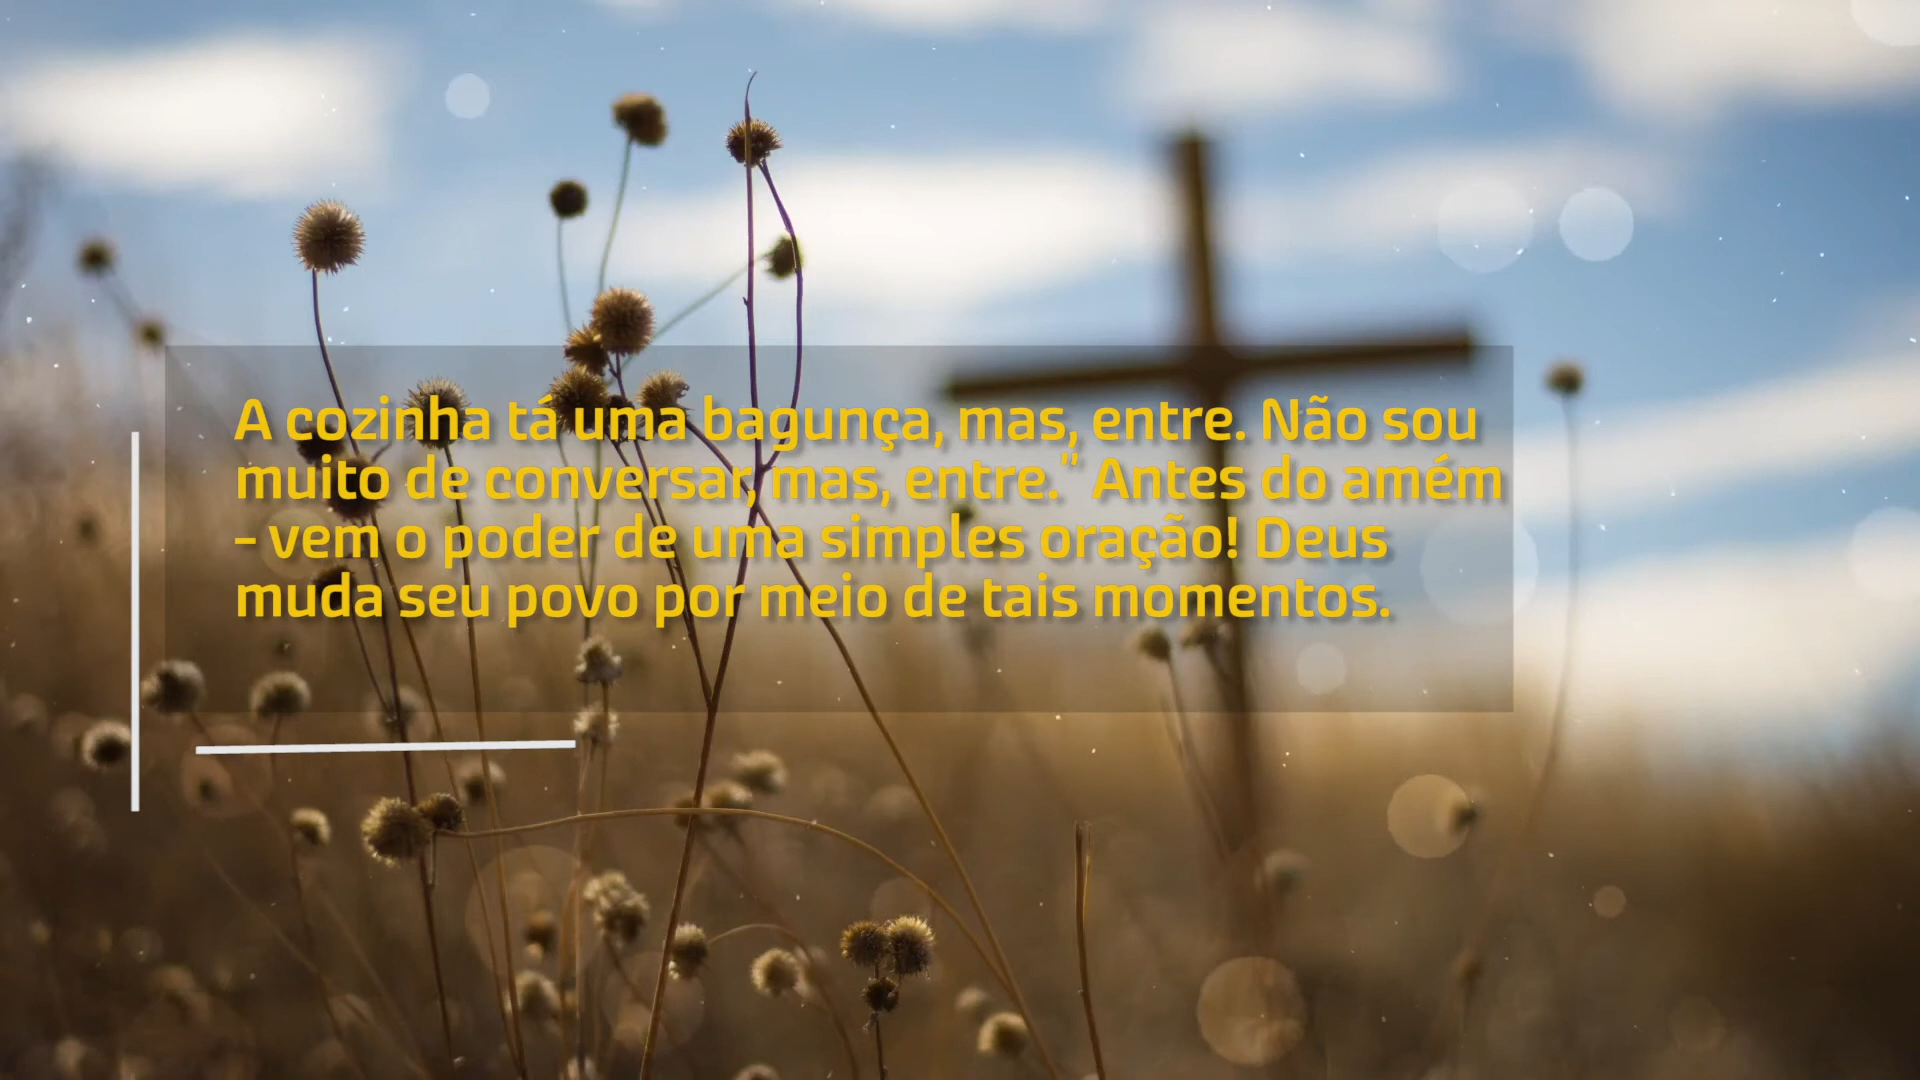 A cozinha tá uma bagunça, mas, entre. Não sou
muito de conversar, mas, entre.” Antes do amém
- vem o poder de uma simples oração! Deus
muda seu povo por meio de tais momentos.